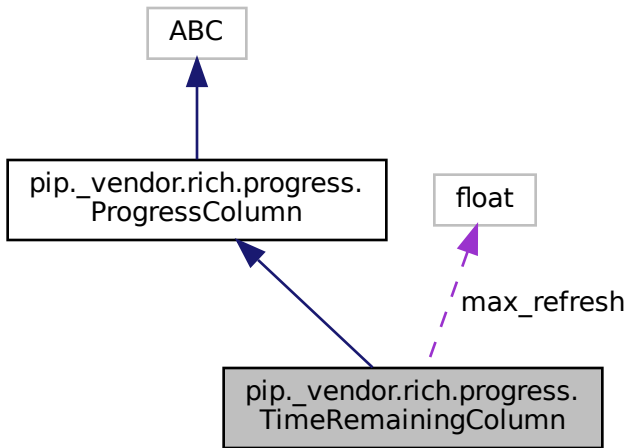 ABC
pip._vendor.rich.progress.
ProgressColumn
float
max_refresh
pip._vendor.rich.progress.
TimeRemainingColumn